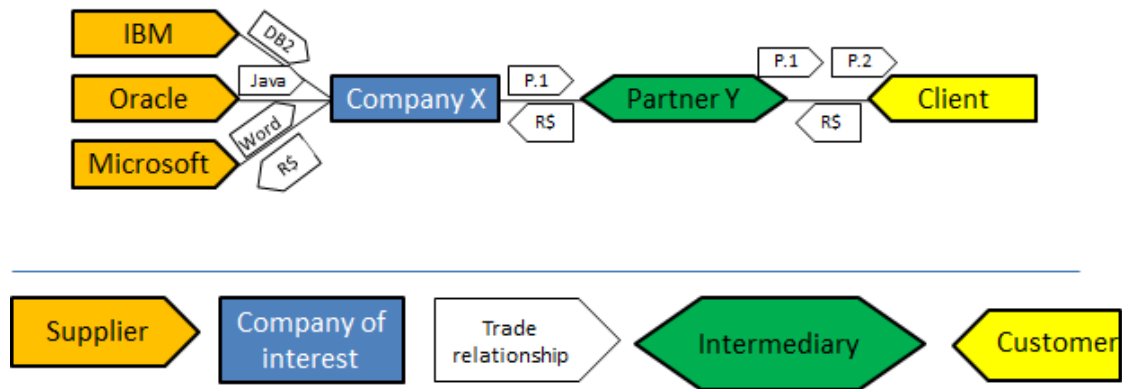 IBM
DB2
Java
Oracle
Company X
P.1
R$
Partner Y
P.1
P.2
R$
Client
Word
Microsoft
R$
Supplier
Company of
interest
Trade
relationship
Intermediary
Customer